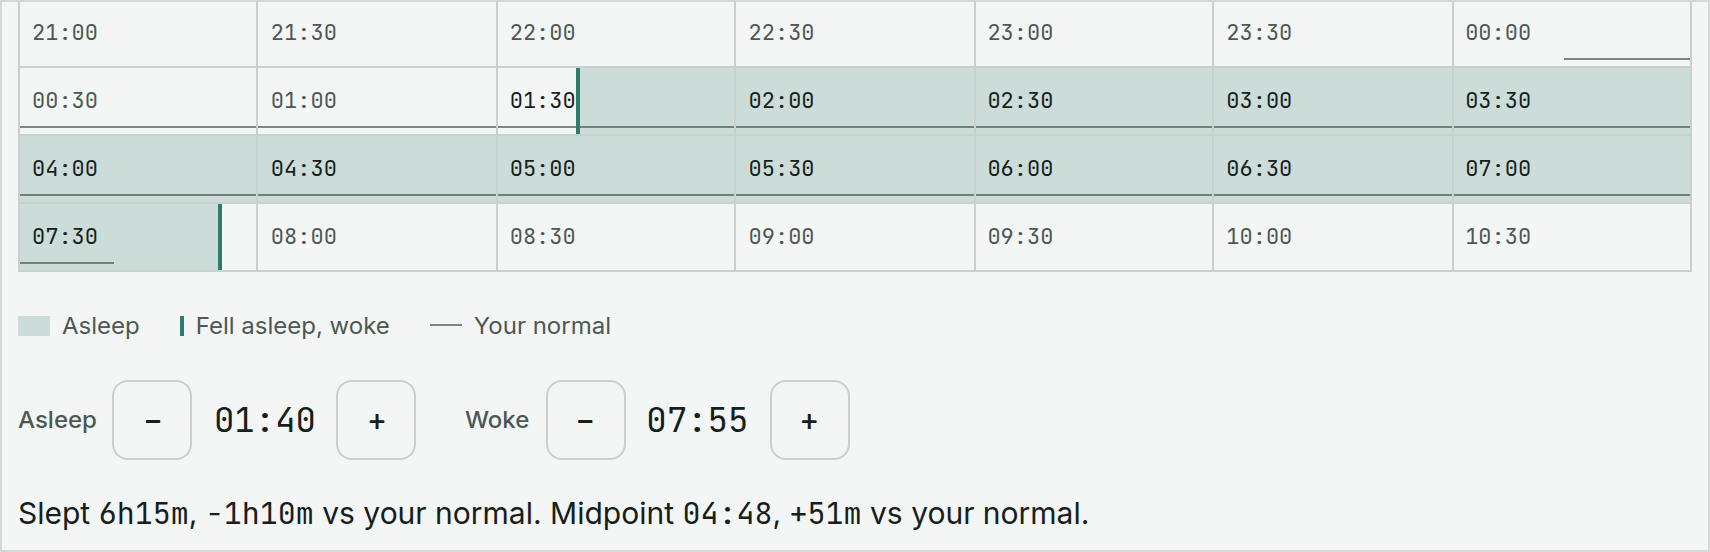 21:00 21:30 22:00 22:30 23:00 23:30 00:00
00:30 01:00 01:30 02:00 02:30 03:00 03:30
04:00 04:30 05:00 05:30 06:00 06:30 07:00
07:30 08:00 08:30 09:00 09:30 10:00 10:30
Asleep Fell asleep, woke Your normal
Asleep - 01:40 + Woke - 07:55 +
Slept 6h15m, -1h10m vs your normal. Midpoint 04:48, +51m vs your normal.